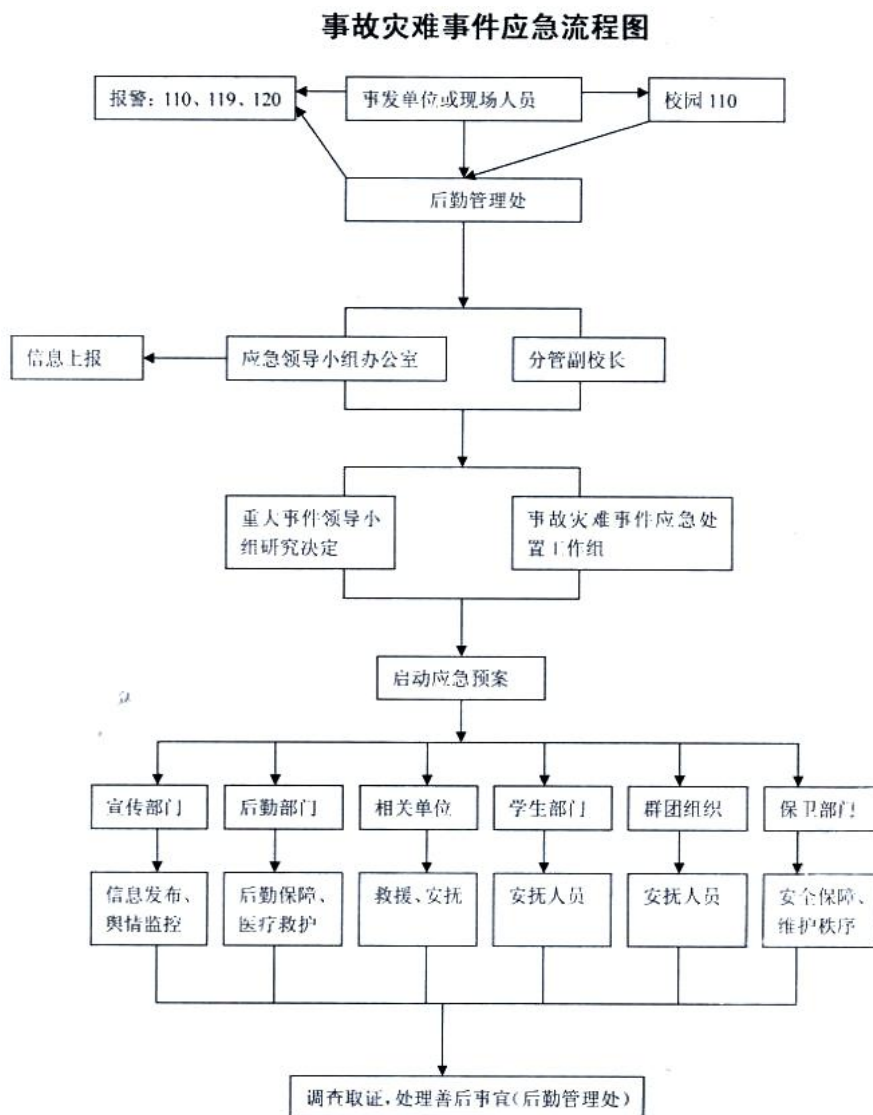 事故灾难事件应急流程图
报警：110、119、120
事发单位或现场人员
校园 110
后勤管理处
信息上报
应急领导小组办公室
分管副校长
重大事件领导小
组研究决定
事故灾难事件应急处
置工作组
启动应急预案
宣传部门
后勤部门
相关单位
学生部门
群团组织
保卫部门
信息发布、
舆情监控
后勤保障、
医疗救护
救援、安抚
安抚人员
安抚人员
安全保障、
维护秩序
调查取证，处理善后事宜（后勤管理处）